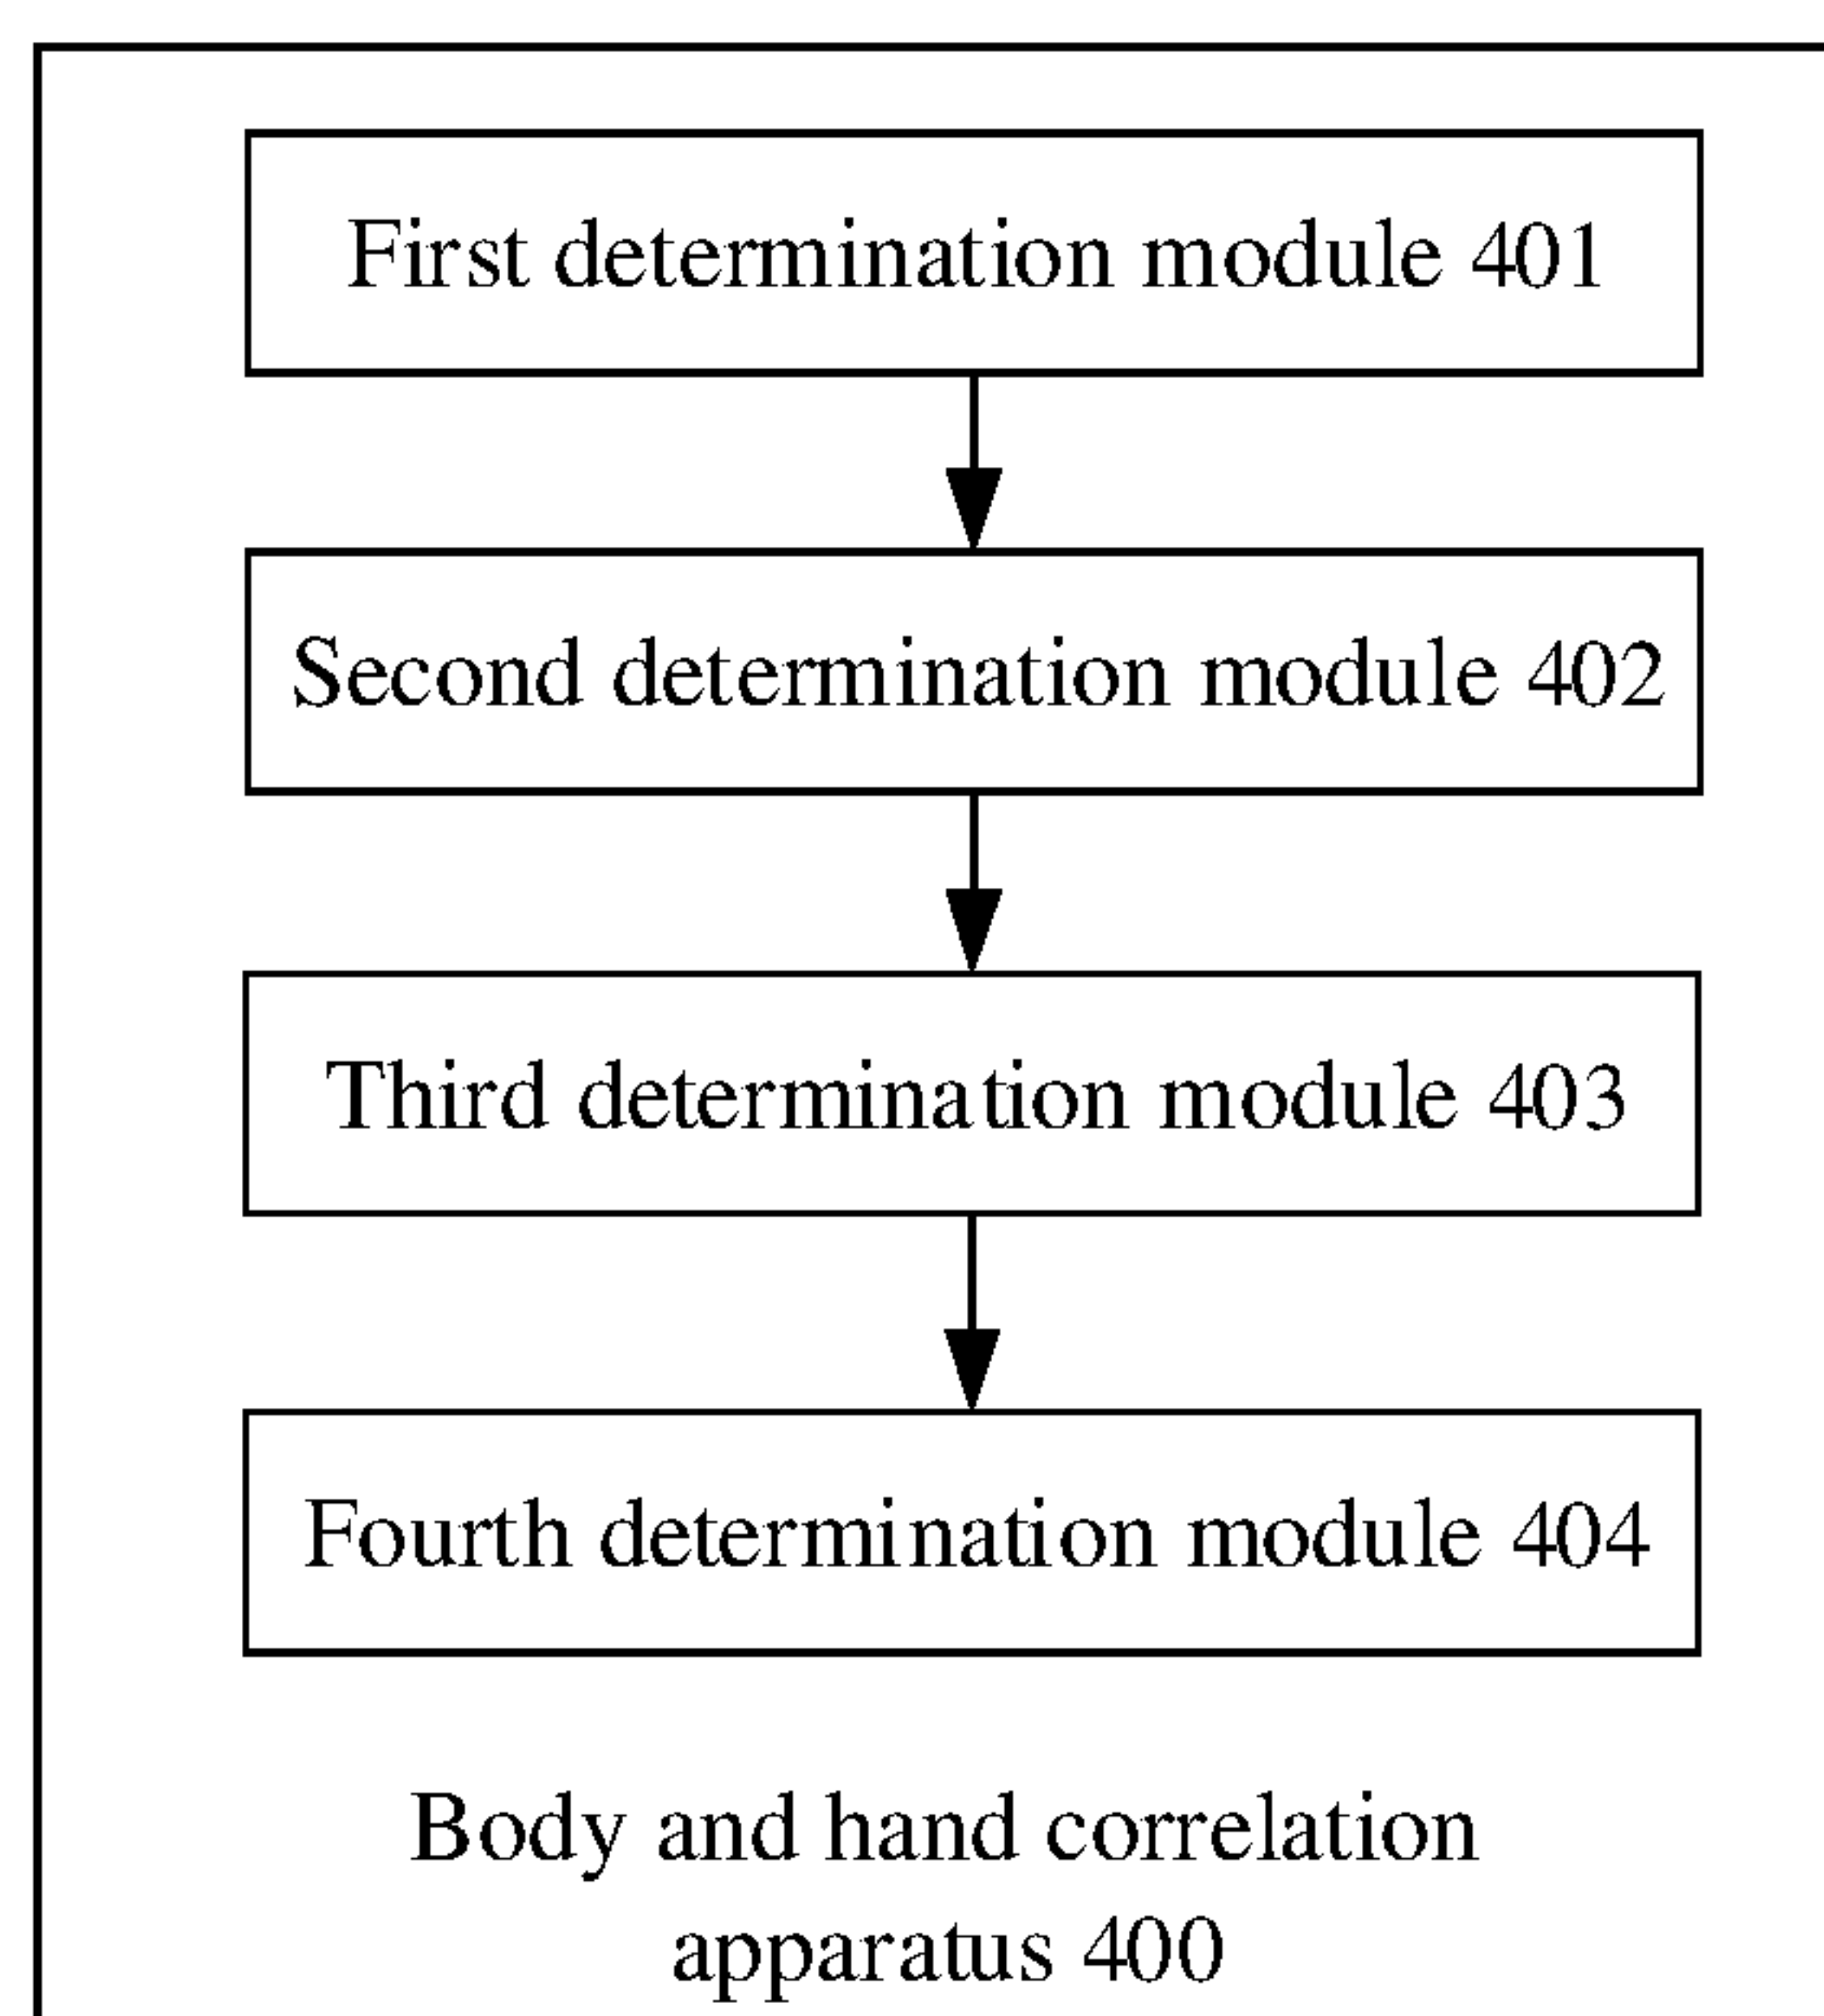 First determination module 401
Second determination module 402
Third determination module 403
Fourth determination module 404
Body and hand correlation
apparatus 400